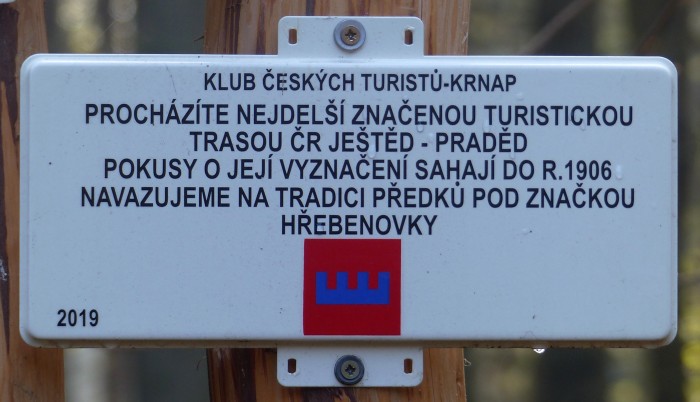 KLUB ČESKÝCH TURISTŮ-KRNAP
PROCHÁZÍTE NEJDELŠÍ ZNAČENOU TURISTICKOU
TRASOU ČR JEŠTĚD - PRADĚD
POKUSY O JEJÍ VYZNAČENÍ SAHAJÍ DO R.1906
NAVAZUJEME NA TRADICI PŘEDKŮ POD ZNAČKOU
HŘEBENOVKY
2019